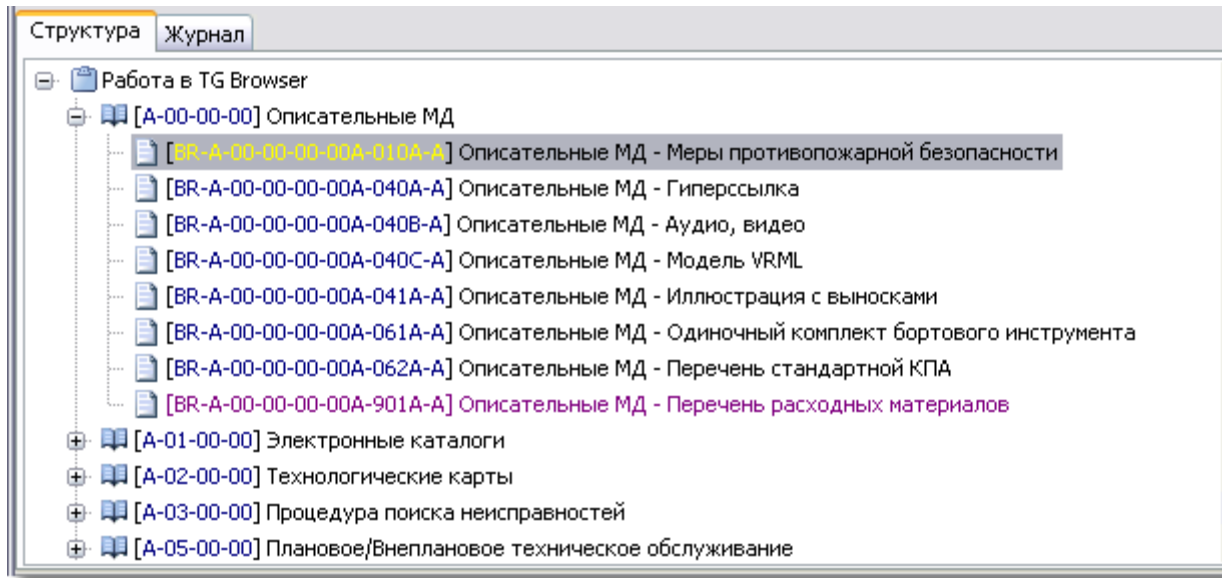 Структура Журнал
Работа в TG Browser
[A-00-00-00] Описательные МД
[BR-A-00-00-00-00A-010A-A] Описательные МД - Меры противопожарной безопасности
[BR-A-00-00-00-00A-040A-A] Описательные МД - Гиперссылка
[BR-A-00-00-00-00A-040B-A] Описательные МД - Аудио, видео
[BR-A-00-00-00-00A-040C-A] Описательные МД - Модель VRML
[BR-A-00-00-00-00A-041A-A] Описательные МД - Иллюстрация с выносками
[BR-A-00-00-00-00A-061A-A] Описательные МД - Одиночный комплект бортового инструмента
[BR-A-00-00-00-00A-062A-A] Описательные МД - Перечень стандартной КПА
[BR-A-00-00-00-00A-901A-A] Описательные МД - Перечень расходных материалов
[A-01-00-00] Электронные каталоги
[A-02-00-00] Технологические карты
[A-03-00-00] Процедура поиска неисправностей
[A-05-00-00] Плановое/Внеплановое техническое обслуживание